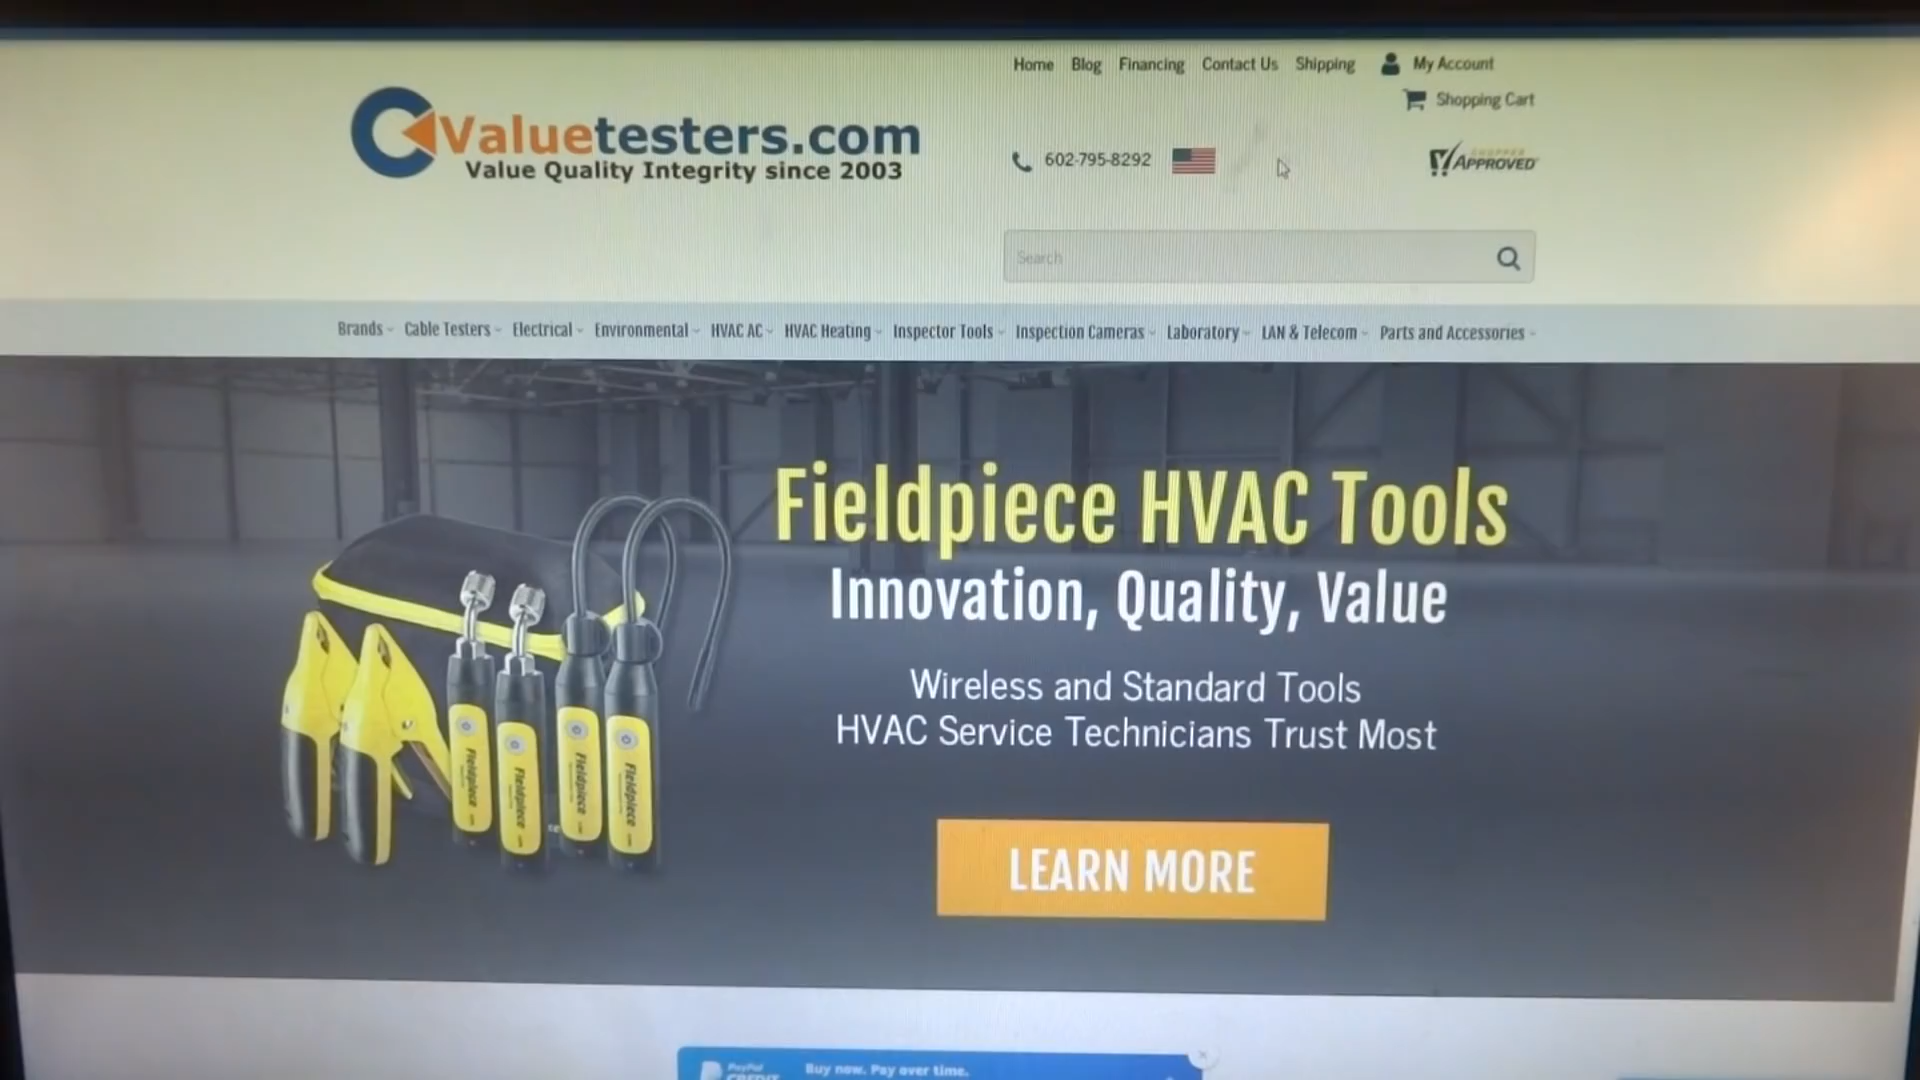 Home Blog Financing Contact Us Shipping My Account
Shopping Cart
Valuetesters.com
Value Quality Integrity since 2003
602-795-8292
SHOPPER
APPROVED
Search
Brands Cable Testers Electrical Environmental HVAC AC HVAC Heating Inspector Tools Inspection Cameras Laboratory LAN & Telecom Parts and Accessories
Fieldpiece HVAC Tools
Innovation, Quality, Value
Wireless and Standard Tools
HVAC Service Technicians Trust Most
Fieldpiece
Fieldpiece
Fieldpiece
Fieldpiece
LEARN MORE
PayPal
CREDIT
Buy now. Pay over time.